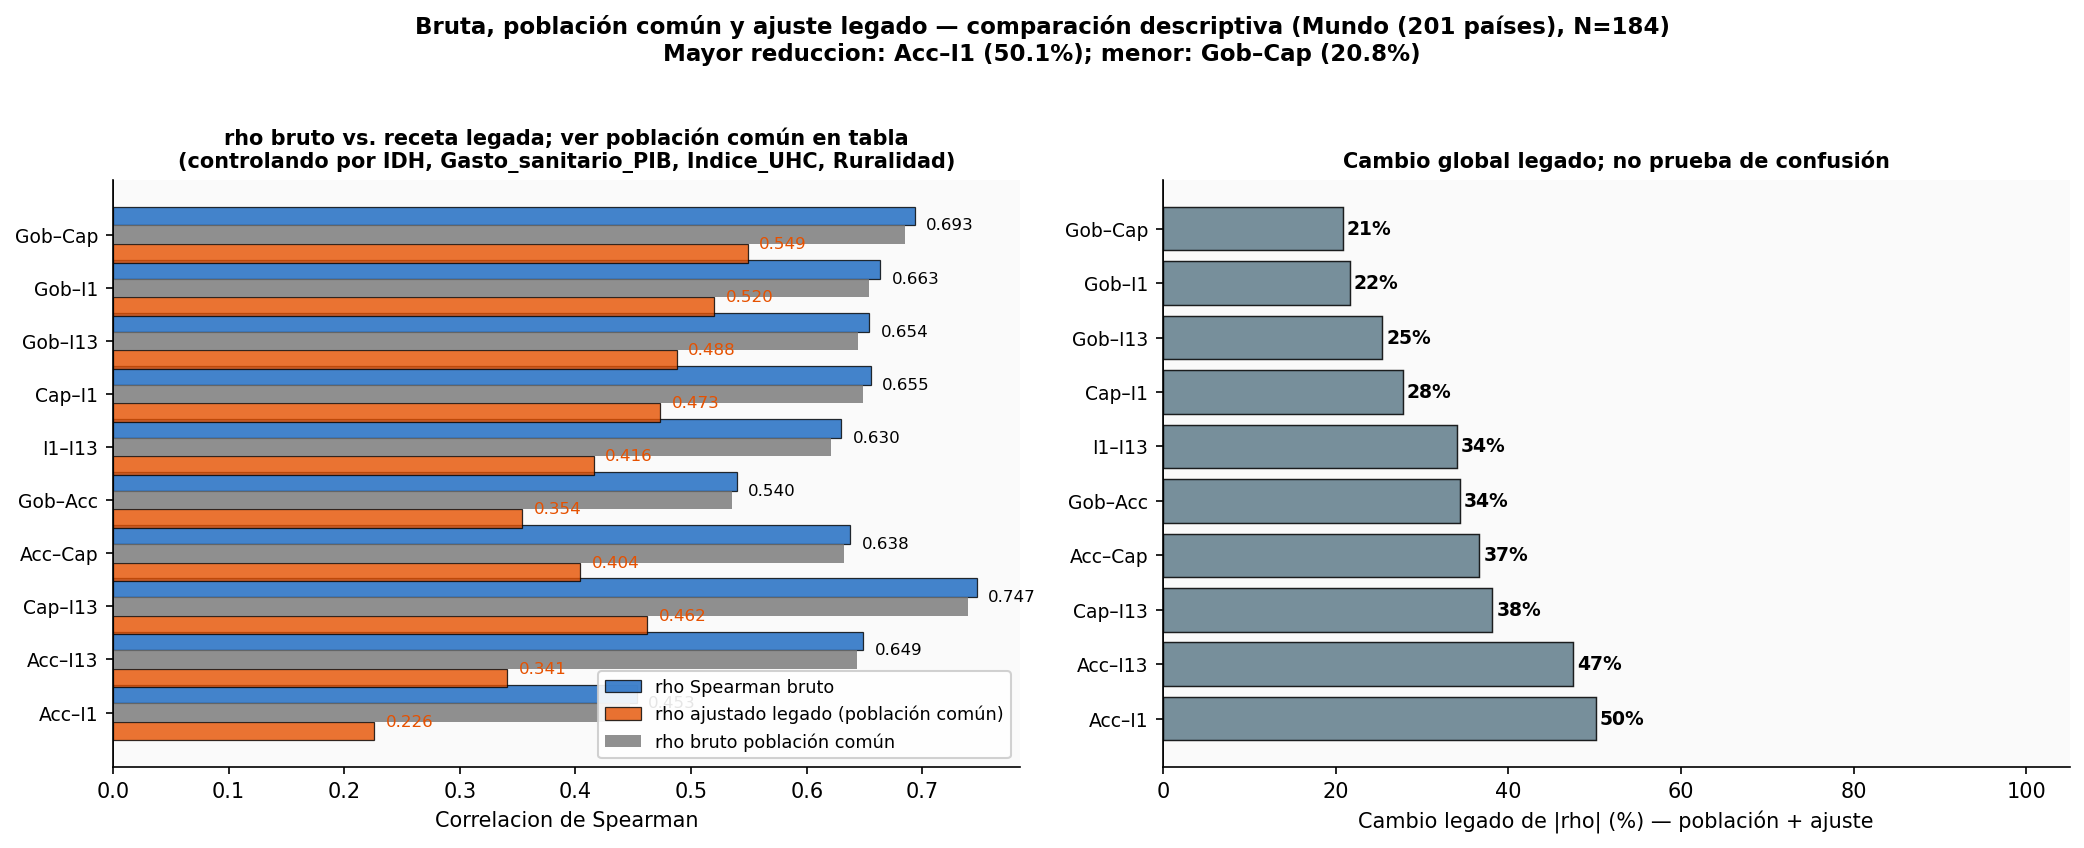 Bruta, población común y ajuste legado — comparación descriptiva (Mundo (201 países), N=184)
Mayor reduccion: Acc–I1 (50.1%); menor: Gob–Cap (20.8%)
rho bruto vs. receta legada; ver población común en tabla
(controlando por IDH, Gasto_sanitario_PIB, Indice_UHC, Ruralidad)
Gob–Cap
0.693
0.549
Gob–I1
0.663
0.520
Gob–I13
0.654
0.488
Cap–I1
0.655
0.473
I1–I13
0.630
0.416
Gob–Acc
0.540
0.354
Acc–Cap
0.638
0.404
Cap–I13
0.747
0.462
Acc–I13
0.649
0.341
Acc–I1
0.453
0.226
rho Spearman bruto
rho ajustado legado (población común)
rho bruto población común
0.0 0.1 0.2 0.3 0.4 0.5 0.6 0.7
Correlacion de Spearman
Cambio global legado; no prueba de confusión
Gob–Cap 21%
Gob–I1 22%
Gob–I13 25%
Cap–I1 28%
I1–I13 34%
Gob–Acc 34%
Acc–Cap 37%
Cap–I13 38%
Acc–I13 47%
Acc–I1 50%
0 20 40 60 80 100
Cambio legado de |rho| (%) — población + ajuste